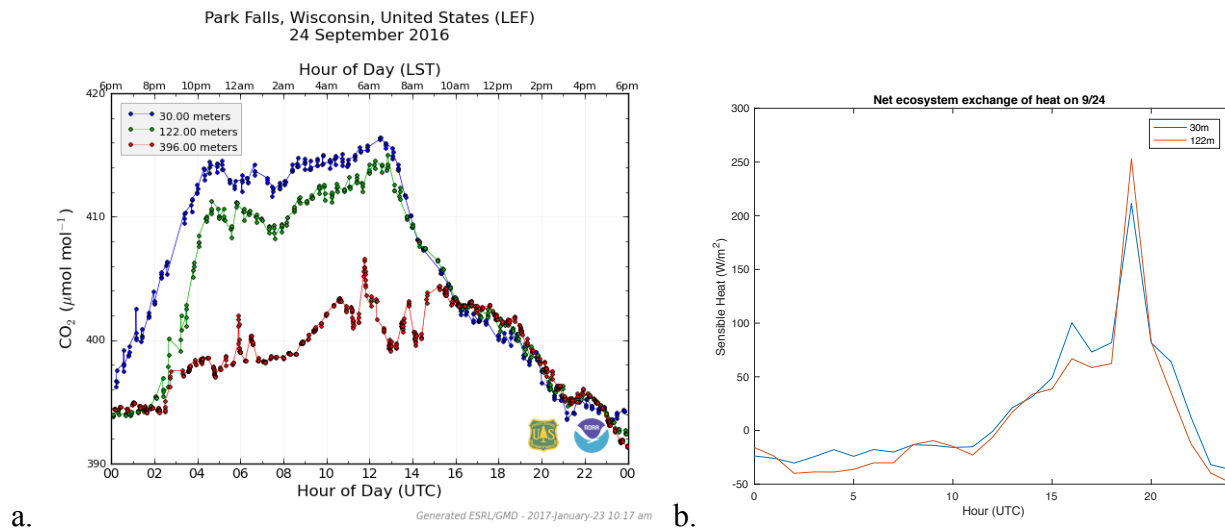 Park Falls, Wisconsin, United States (LEF)
24 September 2016
Hour of Day (LST)
6pm 8pm 10pm 12am 2am 4am 6am 8am 10am 12pm 2pm 4pm 6pm
420
410
400
390
CO₂ (μmol mol⁻¹)
30.00 meters
122.00 meters
396.00 meters
00 02 04 06 08 10 12 14 16 18 20 22 00
Hour of Day (UTC)
Generated ESRL/GMD - 2017-January-23 10:17 am
a.
UAS
NOAA
Net ecosystem exchange of heat on 9/24
300
250
200
150
100
50
0
-50
Sensible Heat (W/m²)
30m
122m
0 5 10 15 20
Hour (UTC)
b.